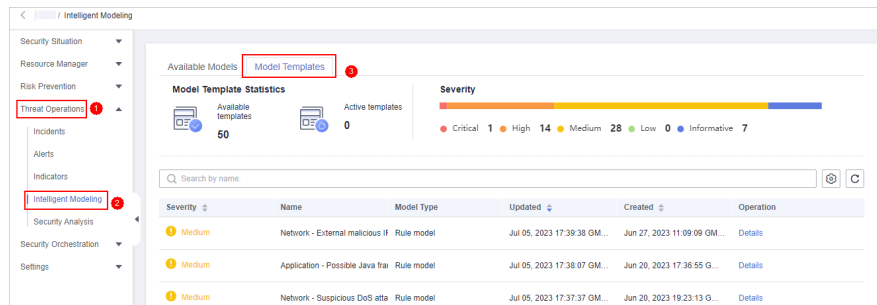 / Intelligent Modeling
Security Situation
Resource Manager
Risk Prevention
Threat Operations 1
Incidents
Alerts
Indicators
Intelligent Modeling 2
Security Analysis
Security Orchestration
Settings
Available Models Model Templates 3
Model Template Statistics
Available templates
50
Active templates
0
Severity
Critical 1 High 14 Medium 28 Low 0 Informative 7
Search by name.
Severity Name Model Type Updated Created Operation
Medium Network - External malicious IF Rule model Jul 05, 2023 17:39:38 GM... Jun 27, 2023 11:09:09 GM... Details
Medium Application - Possible Java frai Rule model Jul 05, 2023 17:38:07 GM... Jun 20, 2023 17:36:55 G... Details
Medium Network - Suspicious DoS atta Rule model Jul 05, 2023 17:37:37 GM... Jun 20, 2023 19:23:13 G... Details